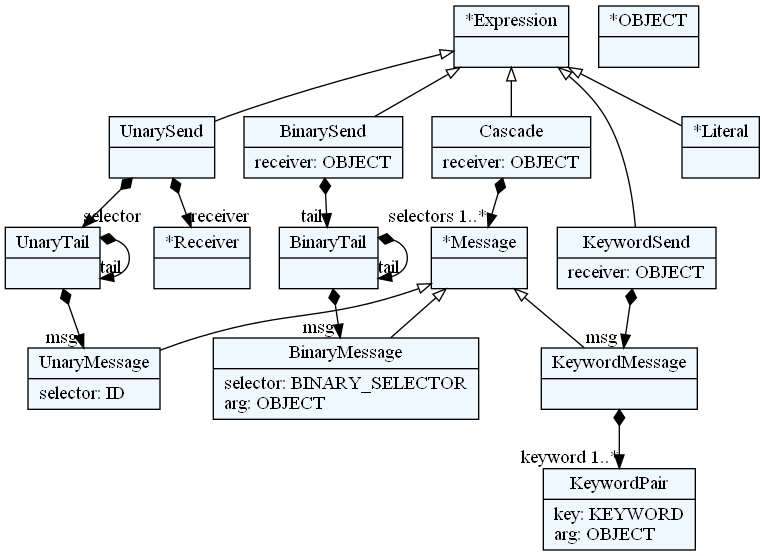 *Expression
*OBJECT
UnarySend
BinarySend
receiver: OBJECT
Cascade
receiver: OBJECT
*Literal
selector
receiver
tail
selectors 1..*
UnaryTail
tail
*Receiver
BinaryTail
tail
*Message
KeywordSend
receiver: OBJECT
msg
msg
msg
UnaryMessage
selector: ID
BinaryMessage
selector: BINARY_SELECTOR
arg: OBJECT
KeywordMessage
keyword 1..*
KeywordPair
key: KEYWORD
arg: OBJECT